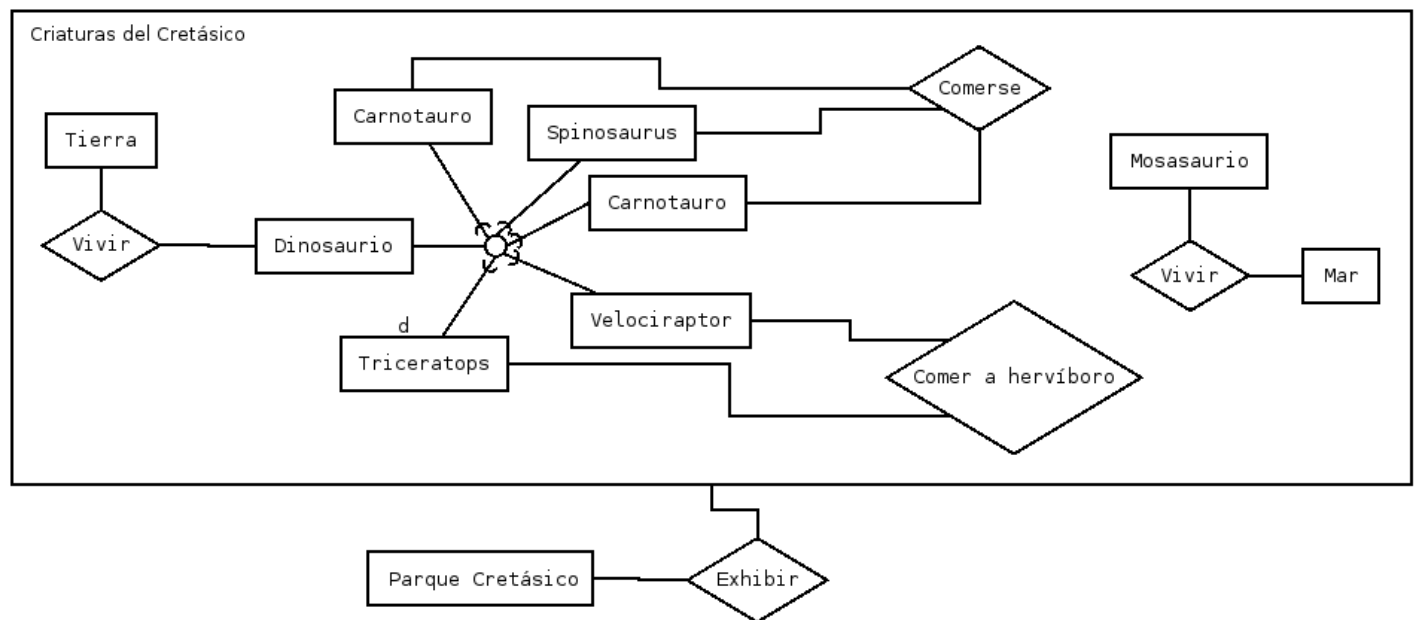 Criaturas del Cretásico
Comerse
Carnotauro
Spinosaurus
Tierra
Mosasaurio
Carnotauro
Vivir
Dinosaurio
Vivir
Mar
Velociraptor
d
Triceratops
Comer a hervíboro
Parque Cretásico
Exhibir